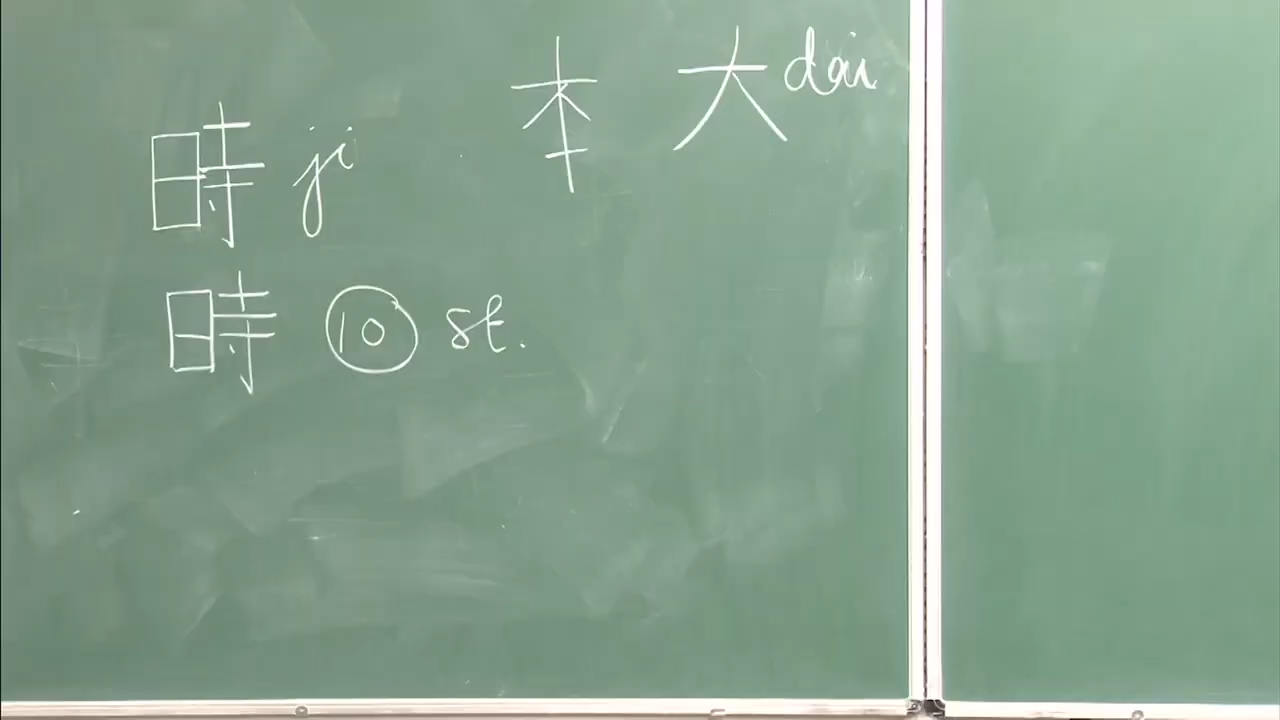 本 大 dai
時 ji
時 10 st.